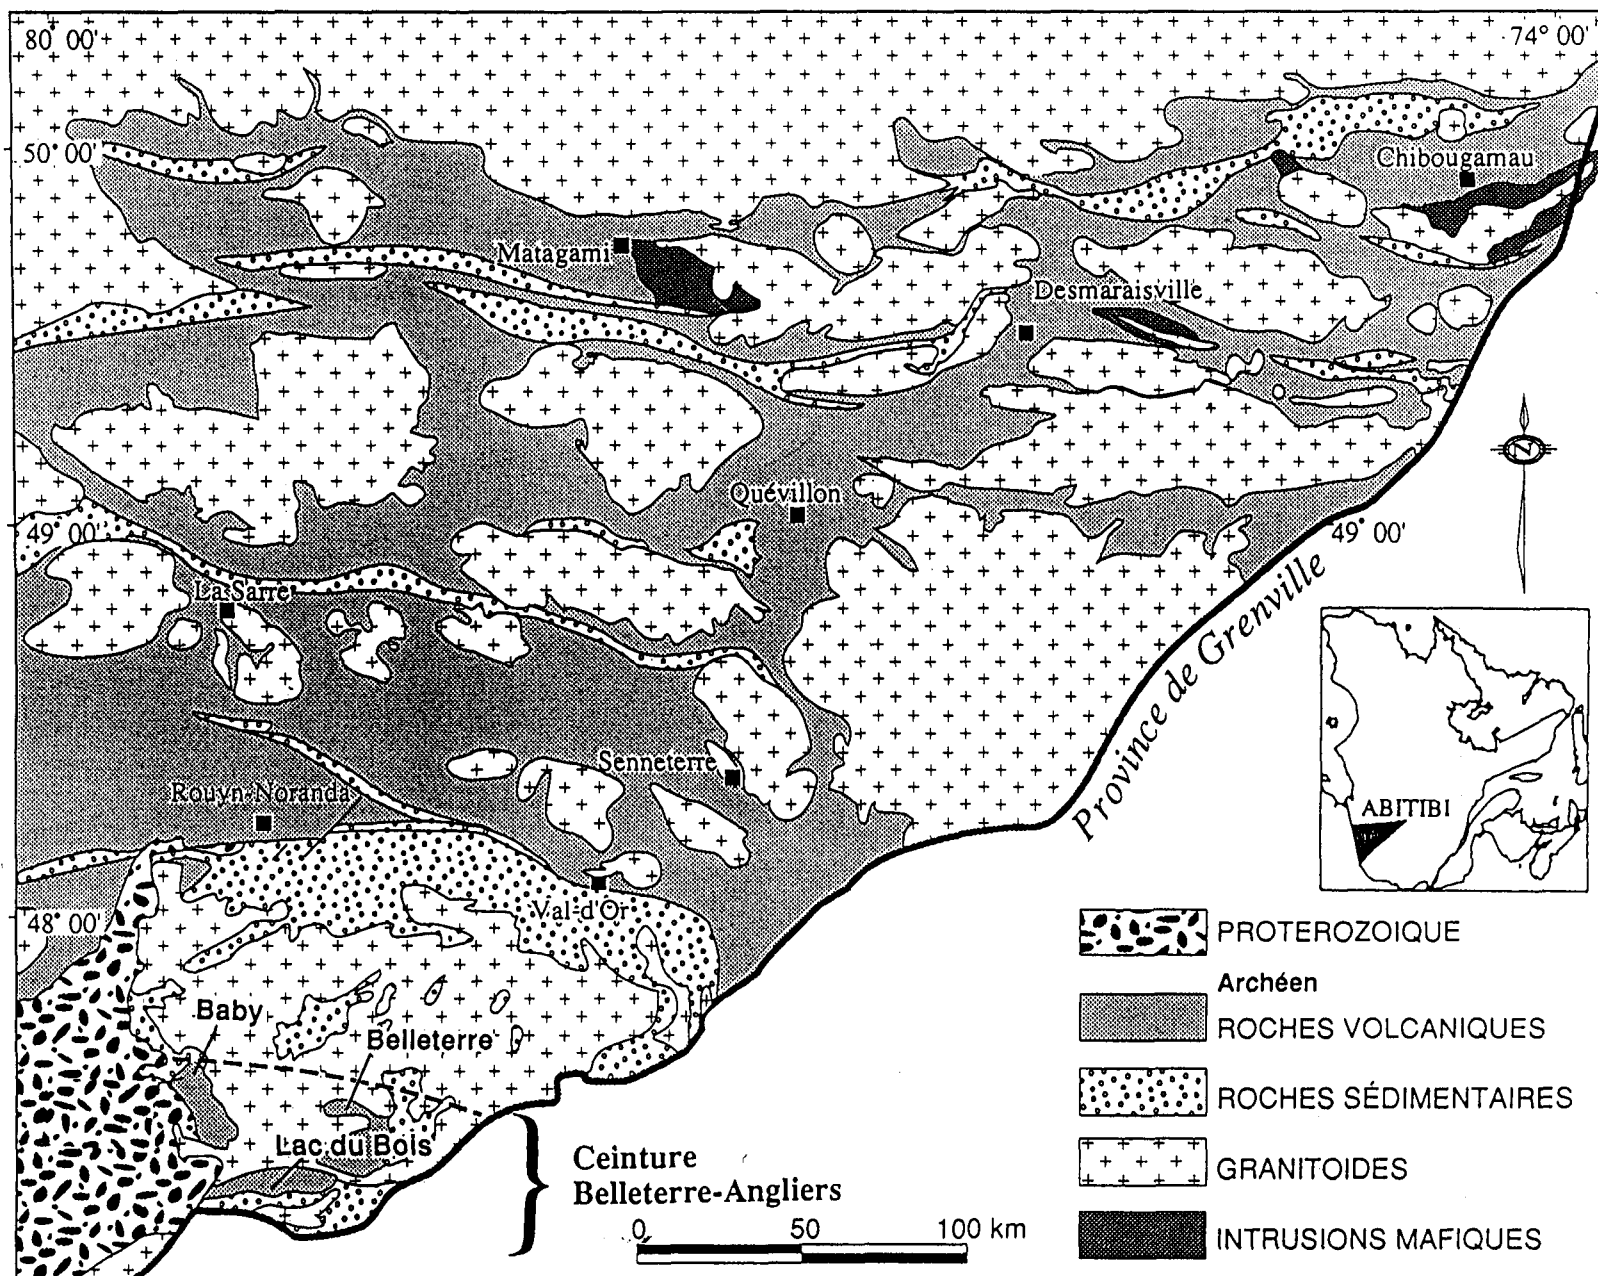 80° 00'
74° 00'
50° 00'
Chibougamau
Matagami
Desmaraisville
Quévillon
49° 00'
49° 00'
La Sarre
Province de Grenville
Senneterre
Rouyn-Noranda
ABITIBI
Val-d'Or
48° 00'
Baby
Belleterre
Lac du Bois
Ceinture
Belleterre-Angliers
0 50 100 km
N
PROTEROZOIQUE
Archéen
ROCHES VOLCANIQUES
ROCHES SÉDIMENTAIRES
GRANITOIDES
INTRUSIONS MAFIQUES